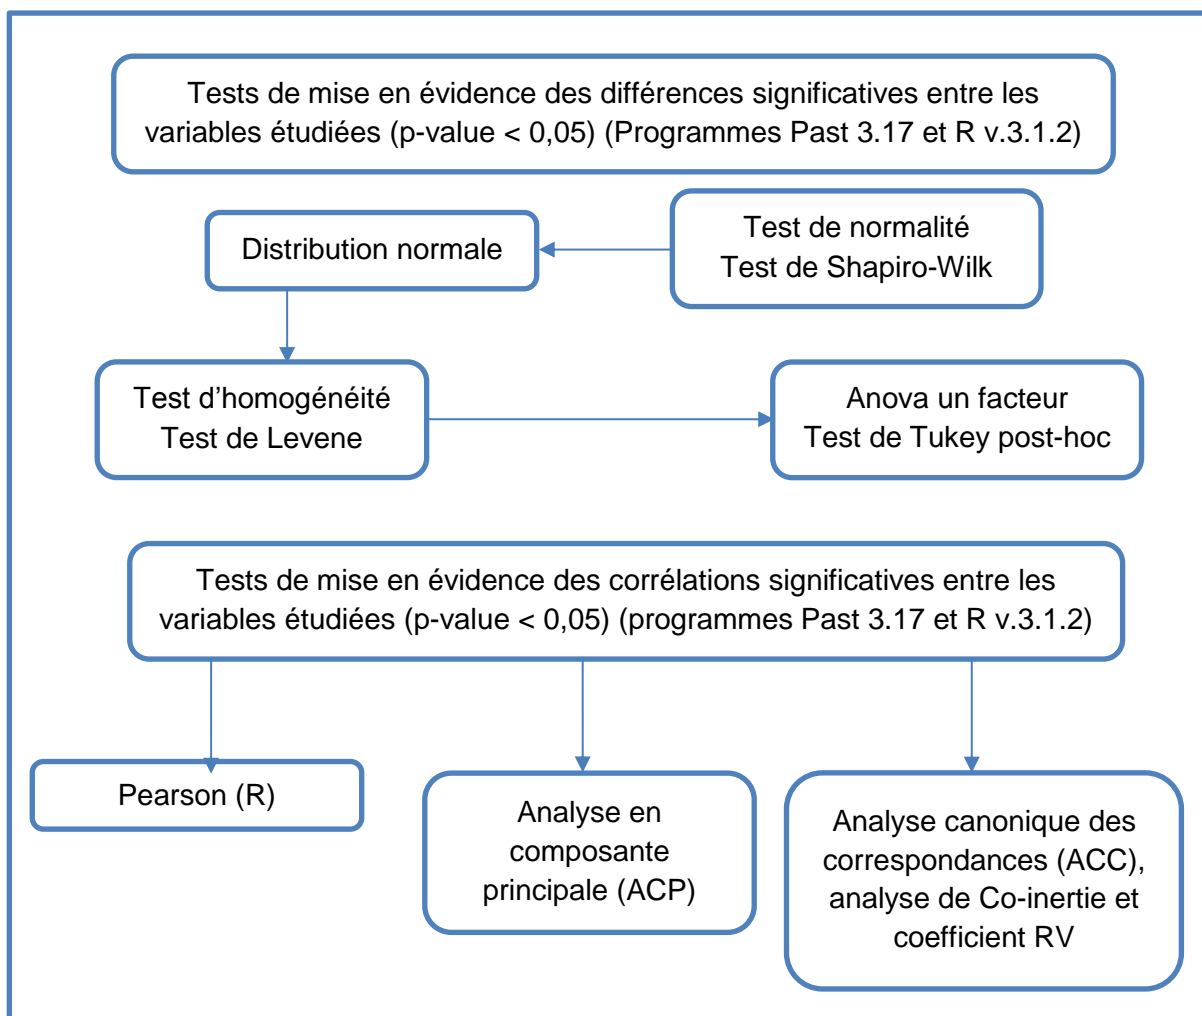 Tests de mise en évidence des différences significatives entre les
variables étudiées (p-value < 0,05) (Programmes Past 3.17 et R v.3.1.2)
Distribution normale
Test de normalité
Test de Shapiro-Wilk
Test d’homogénéité
Test de Levene
Anova un facteur
Test de Tukey post-hoc
Tests de mise en évidence des corrélations significatives entre les
variables étudiées (p-value < 0,05) (programmes Past 3.17 et R v.3.1.2)
Pearson (R)
Analyse en
composante
principale (ACP)
Analyse canonique des
correspondances (ACC),
analyse de Co-inertie et
coefficient RV